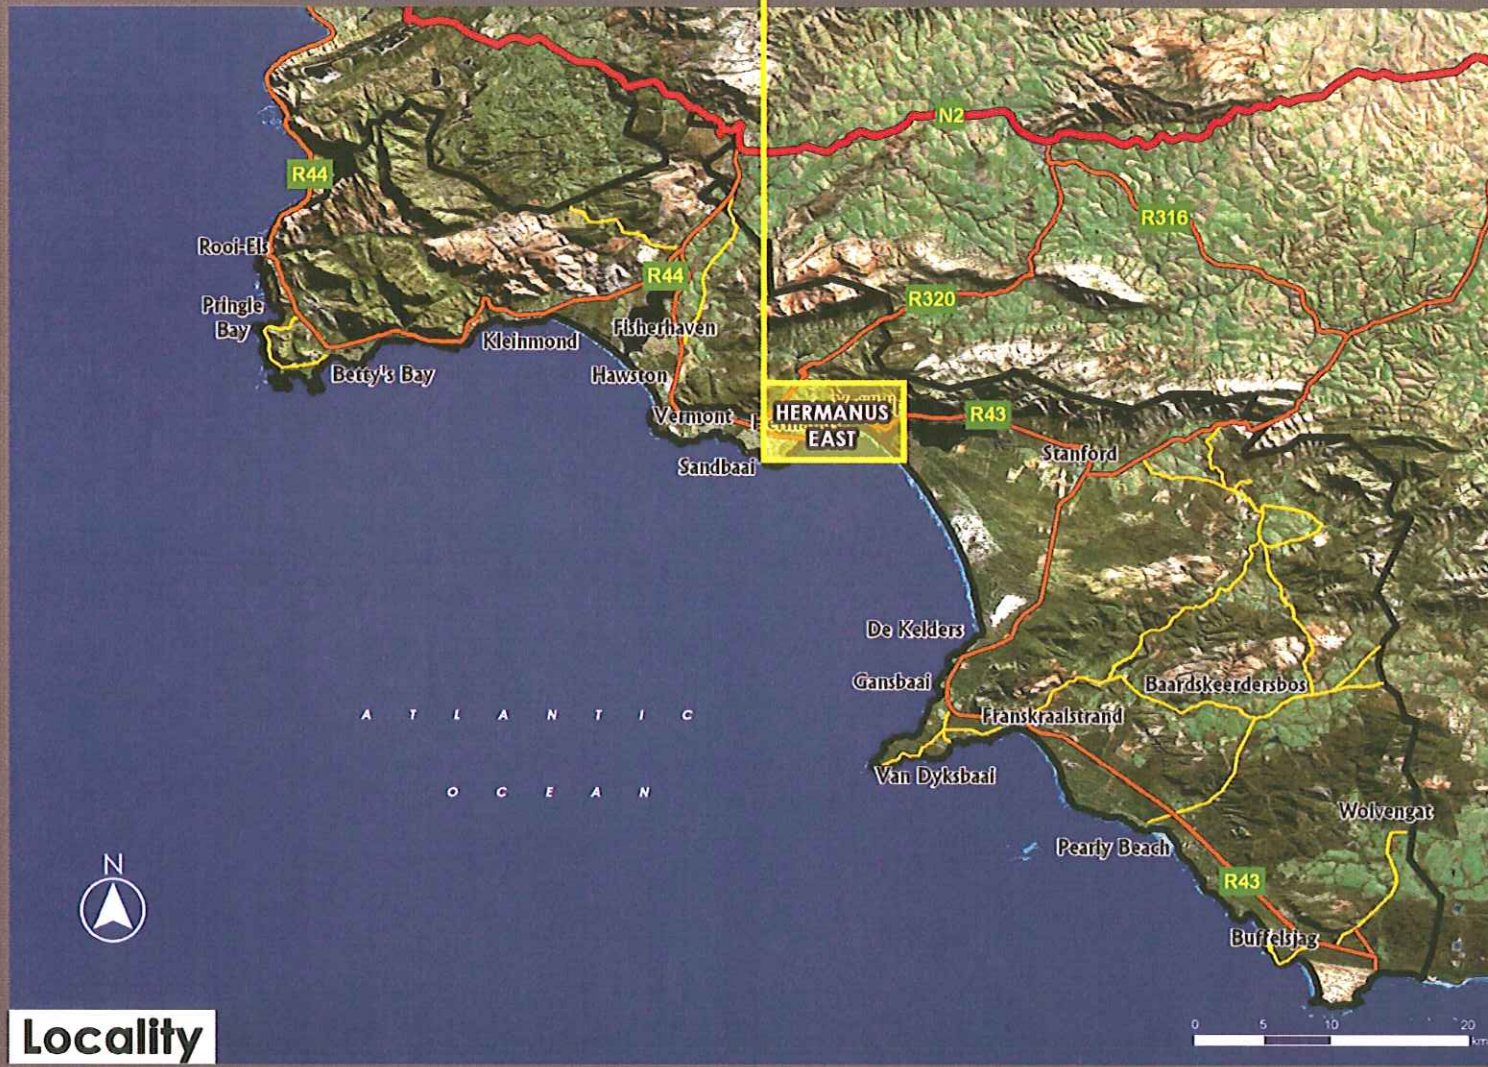 N2
R44
R316
Rooi-Els
R44
R320
Pringle
Bay
Fisherhaven
Kleinmond
Betty's Bay
Hawston
Vermont
HERMANUS
EAST
R43
Sandbaai
Stanford
De Kelders
Gansbaai
Baardskeerdersbos
ATLANTIC
Franskraalstrand
Van Dyksbaai
OCEAN
Wolvengat
Pearly Beach
N
R43
Buffelsjag
Locality
0 5 10 20
km